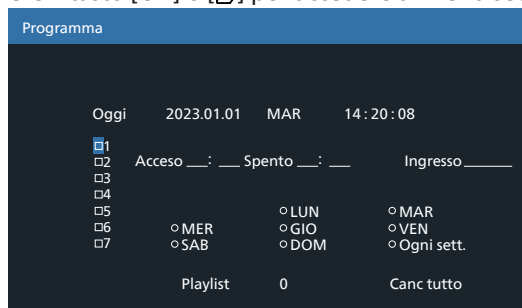 Programma
Oggi 2023.01.01 MAR 14:20:08
□1
□2 Acceso __: __ Spento __: __ Ingresso ____
□3
□4
□5 ○LUN ○MAR
□6 ○MER ○GIO ○VEN
□7 ○SAB ○DOM ○Ogni sett.
Playlist 0 Canc tutto